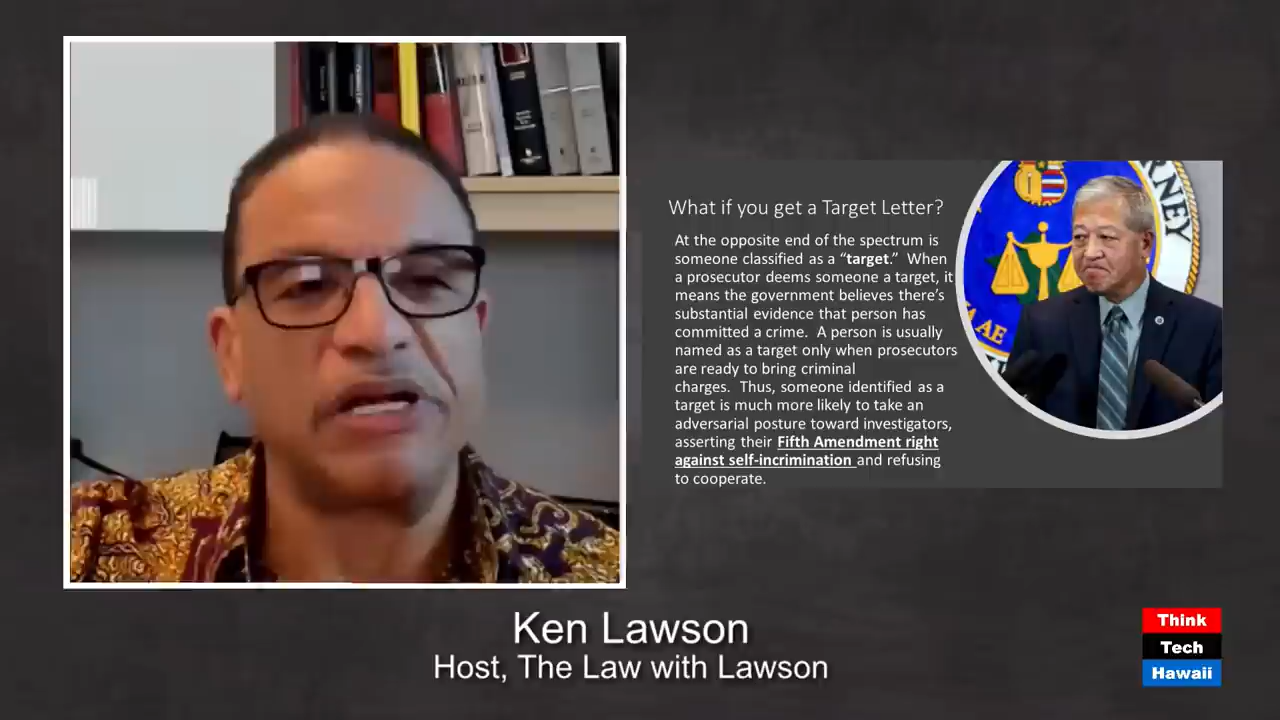 What if you get a Target Letter?
At the opposite end of the spectrum is
someone classified as a “target.” When
a prosecutor deems someone a target, it
means the government believes there’s
substantial evidence that person has
committed a crime. A person is usually
named as a target only when prosecutors
are ready to bring criminal
charges. Thus, someone identified as a
target is much more likely to take an
adversarial posture toward investigators,
asserting their Fifth Amendment right
against self-incrimination and refusing
to cooperate.
RNEY
A AE
Ken Lawson
Host, The Law with Lawson
Think
Tech
Hawaii